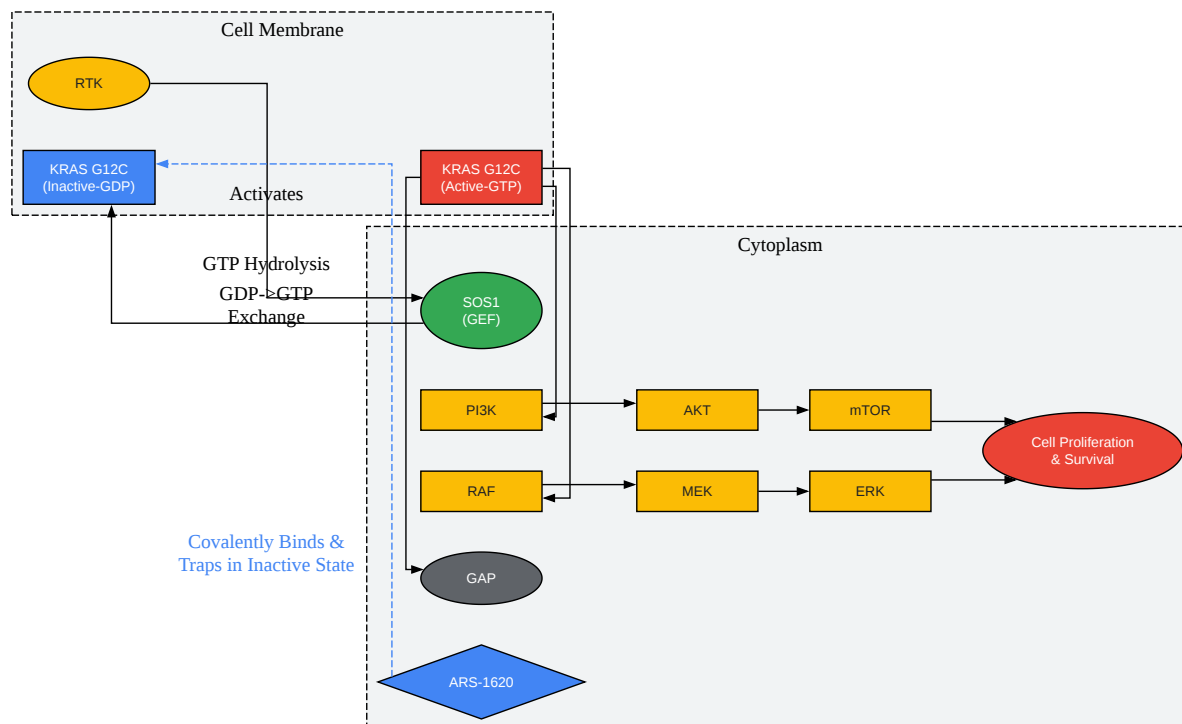 Cell Membrane
RTK
KRAS G12C
(Inactive-GDP)
KRAS G12C
(Active-GTP)
Activates
Cytoplasm
GTP Hydrolysis
GDP->GTP
Exchange
SOS1
(GEF)
PI3K
AKT
mTOR
Cell Proliferation
& Survival
RAF
MEK
ERK
Covalently Binds &
Traps in Inactive State
GAP
ARS-1620